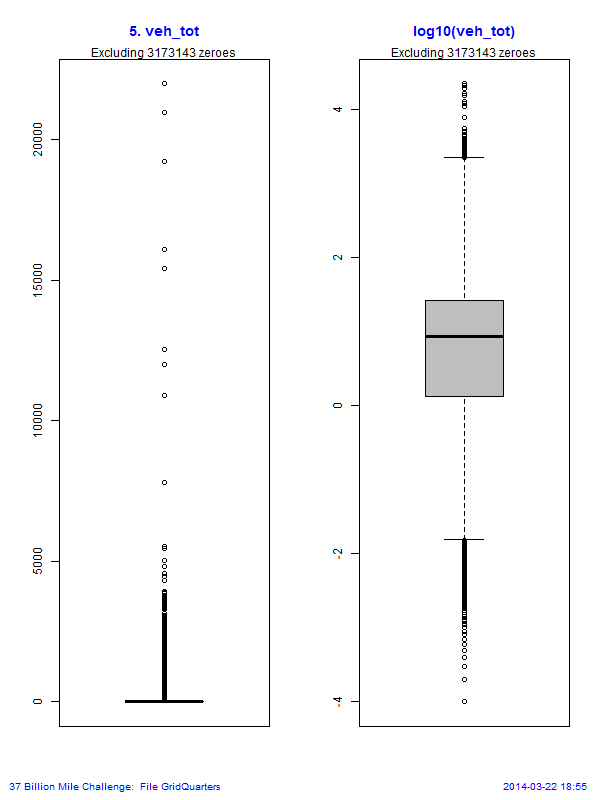 5. veh_tot
Excluding 3173143 zeroes
20000
15000
10000
5000
0
log10(veh_tot)
Excluding 3173143 zeroes
4
2
0
-2
-4
37 Billion Mile Challenge: File GridQuarters
2014-03-22 18:55